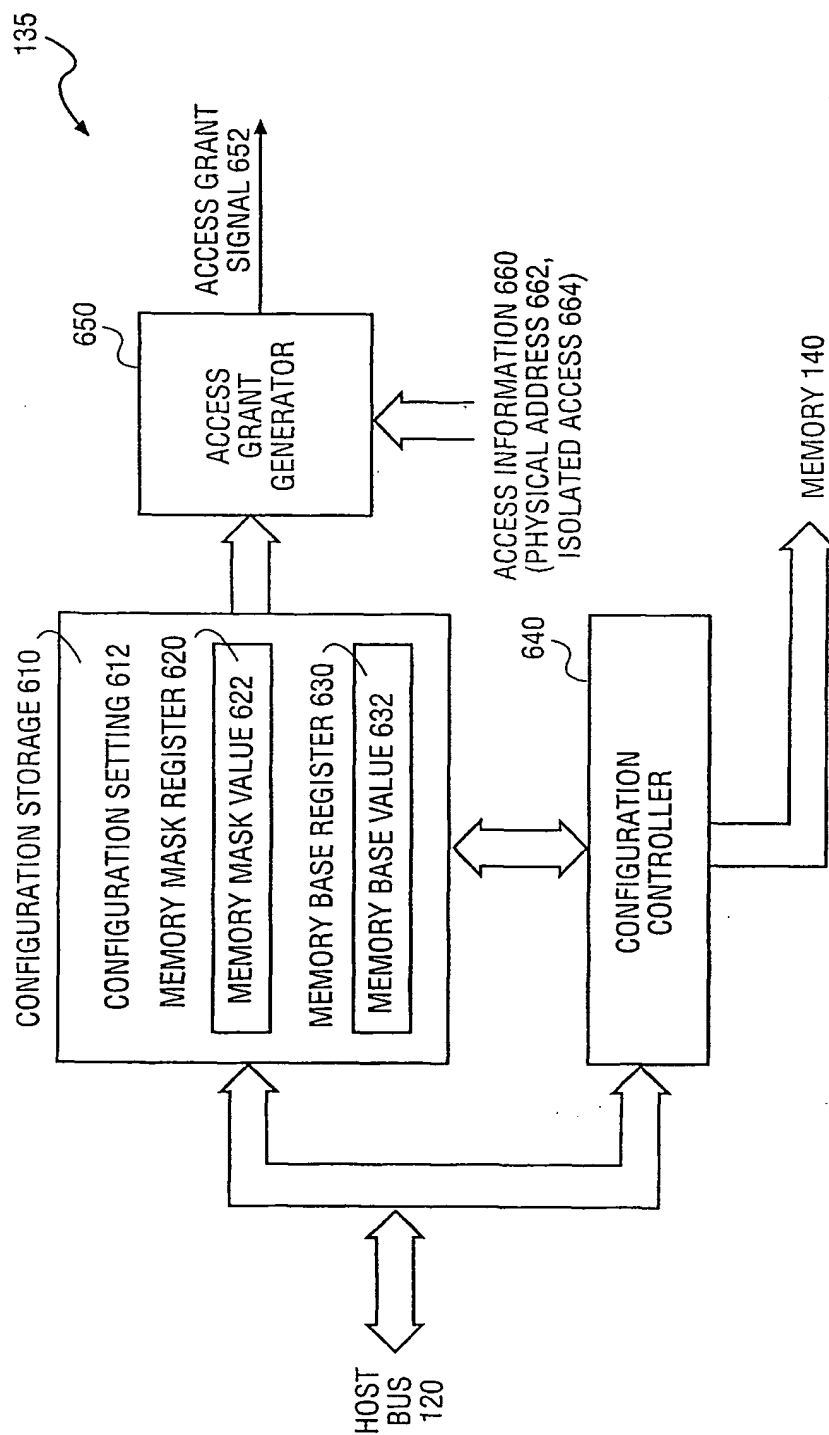 135
CONFIGURATION STORAGE 610
CONFIGURATION SETTING 612
MEMORY MASK REGISTER 620
MEMORY MASK VALUE 622
MEMORY BASE REGISTER 630
MEMORY BASE VALUE 632
650
ACCESS
GRANT
GENERATOR
ACCESS GRANT
SIGNAL 652
ACCESS INFORMATION 660
(PHYSICAL ADDRESS 662,
ISOLATED ACCESS 664)
HOST
BUS
120
640
CONFIGURATION
CONTROLLER
MEMORY 140